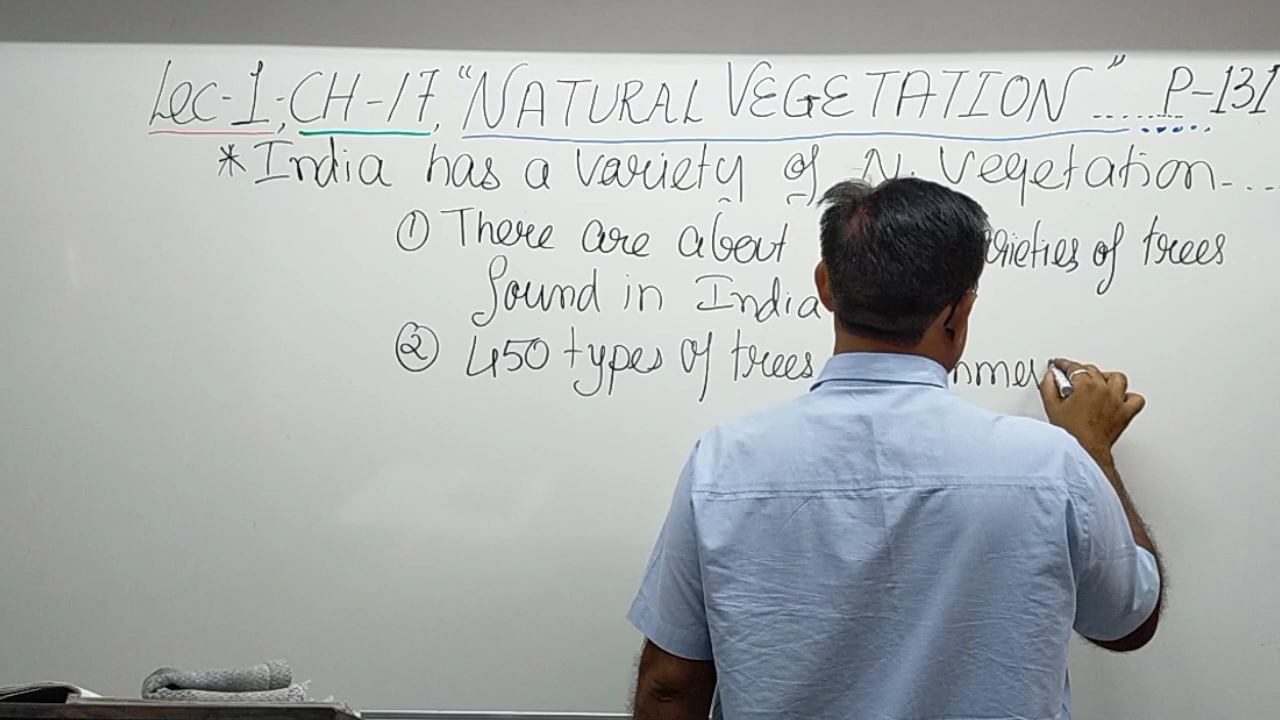 Lec-1, CH-17, "NATURAL VEGETATION" ........ P-131
*India has a variety of N. Vegetation-...
① There are about of trees
found in India
② 450 types of trees